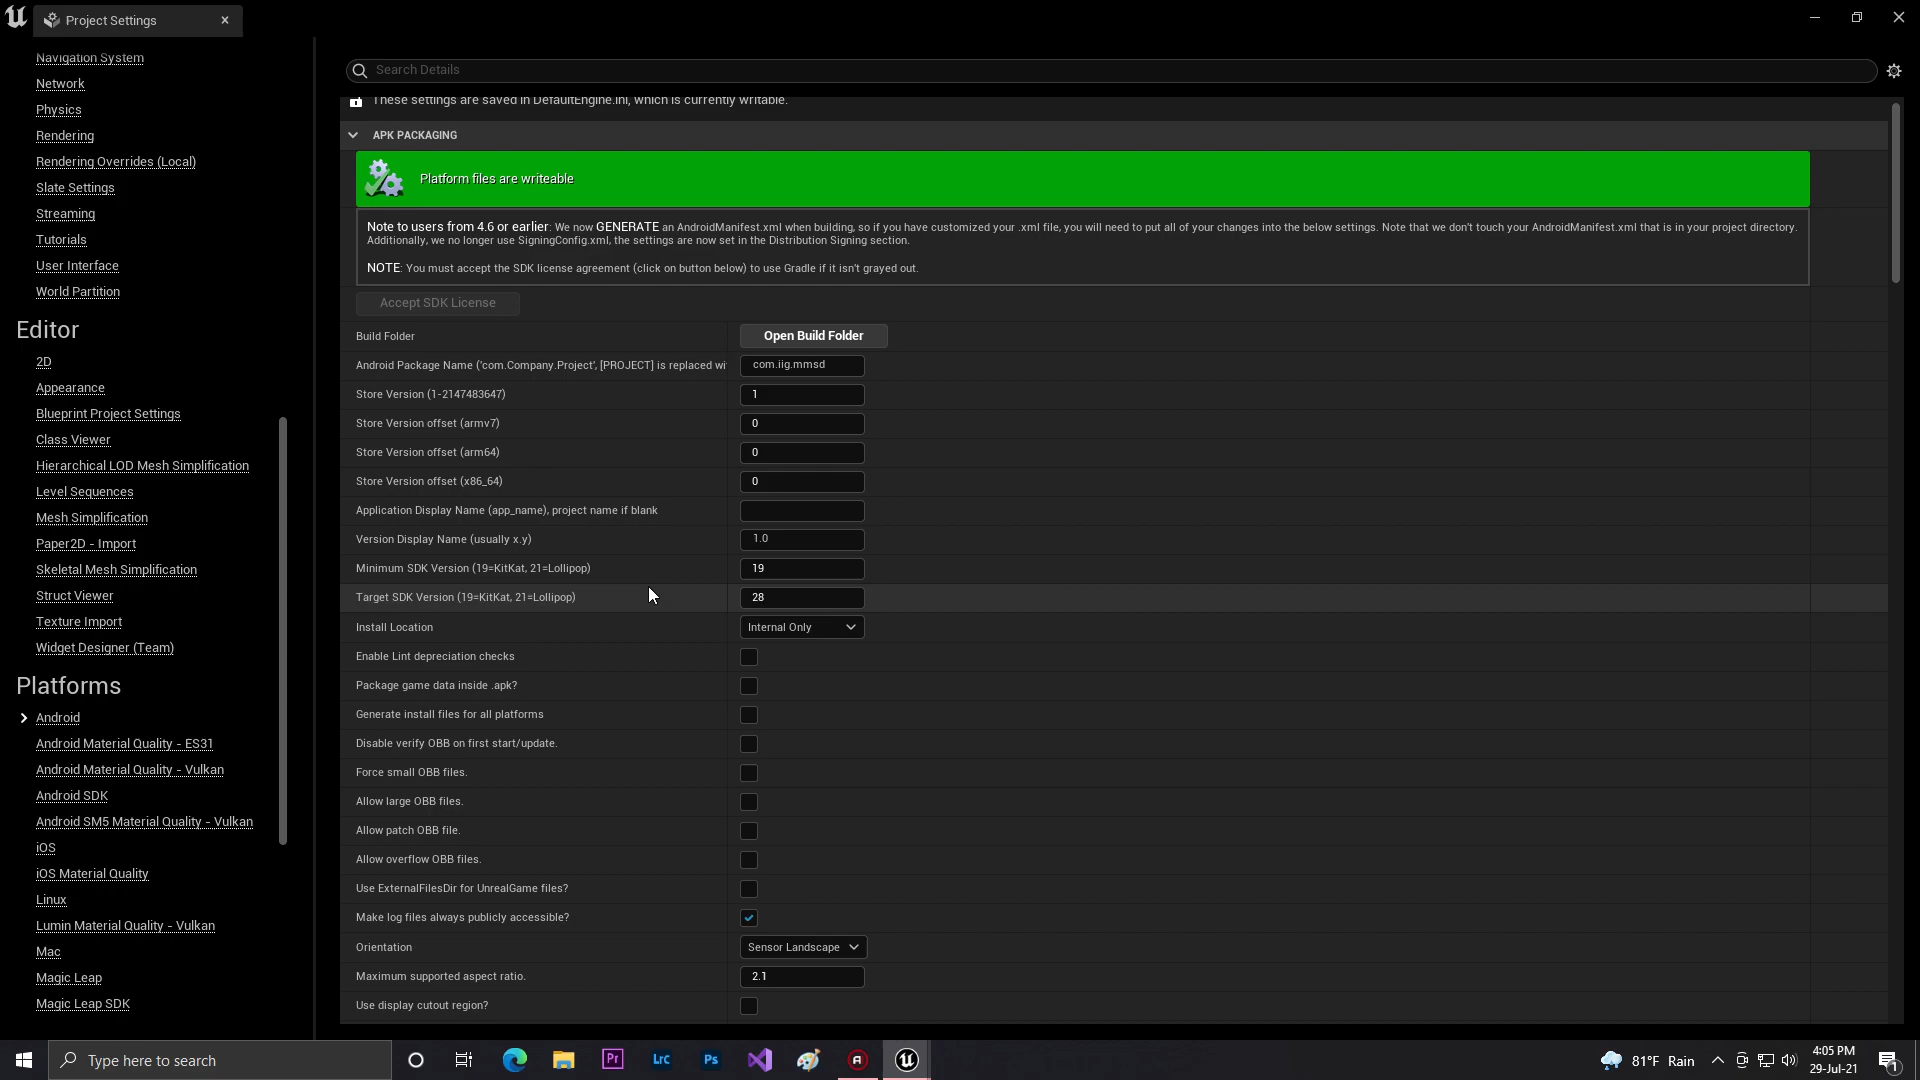 Project Settings
Navigation System
Network
Physics
Rendering
Rendering Overrides (Local)
Slate Settings
Streaming
Tutorials
User Interface
World Partition
Editor
2D
Appearance
Blueprint Project Settings
Class Viewer
Hierarchical LOD Mesh Simplification
Level Sequences
Mesh Simplification
Paper2D - Import
Skeletal Mesh Simplification
Struct Viewer
Texture Import
Widget Designer (Team)
Platforms
Android
Android Material Quality - ES31
Android Material Quality - Vulkan
Android SDK
Android SM5 Material Quality - Vulkan
iOS
iOS Material Quality
Linux
Lumin Material Quality - Vulkan
Mac
Magic Leap
Magic Leap SDK
Search Details
These settings are saved in DefaultEngine.ini, which is currently writable.
APK PACKAGING
Platform files are writeable
Note to users from 4.6 or earlier: We now GENERATE an AndroidManifest.xml when building, so if you have customized your .xml file, you will need to put all of your changes into the below settings. Note that we don't touch your AndroidManifest.xml that is in your project directory.
Additionally, we no longer use SigningConfig.xml, the settings are now set in the Distribution Signing section.
NOTE: You must accept the SDK license agreement (click on button below) to use Gradle if it isn't grayed out.
Accept SDK License
Build Folder Open Build Folder
Android Package Name ('com.Company.Project', [PROJECT] is replaced wi com.iig.mmsd
Store Version (1-2147483647) 1
Store Version offset (armv7) 0
Store Version offset (arm64) 0
Store Version offset (x86_64) 0
Application Display Name (app_name), project name if blank
Version Display Name (usually x.y) 1.0
Minimum SDK Version (19=KitKat, 21=Lollipop) 19
Target SDK Version (19=KitKat, 21=Lollipop) 28
Install Location Internal Only
Enable Lint depreciation checks
Package game data inside .apk?
Generate install files for all platforms
Disable verify OBB on first start/update.
Force small OBB files.
Allow large OBB files.
Allow patch OBB file.
Allow overflow OBB files.
Use ExternalFilesDir for UnrealGame files?
Make log files always publicly accessible?
Orientation Sensor Landscape
Maximum supported aspect ratio. 2.1
Use display cutout region?
Type here to search
Pr
Lrc
Ps
81°F Rain
4:05 PM
29-Jul-21
1